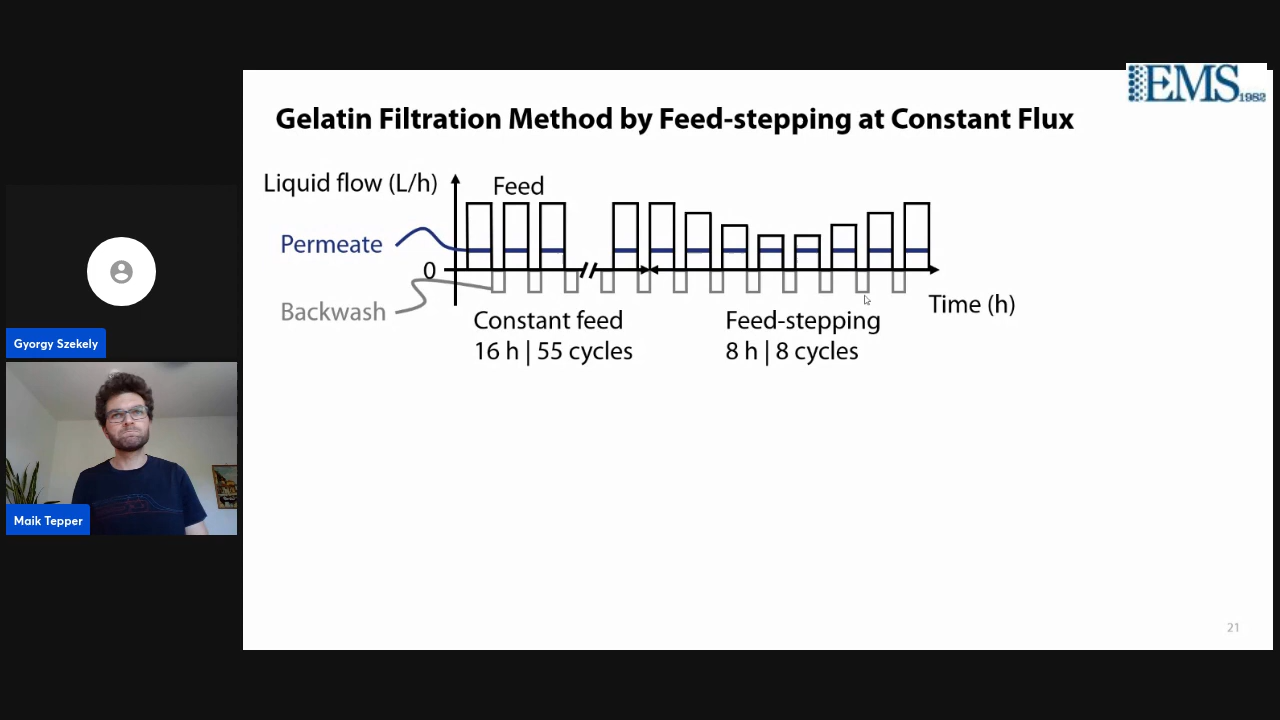 EMS 1982
Gelatin Filtration Method by Feed-stepping at Constant Flux
Liquid flow (L/h)
Feed
Permeate
0
Backwash
Time (h)
Constant feed
16 h | 55 cycles
Feed-stepping
8 h | 8 cycles
Gyorgy Szekely
Maik Tepper
21